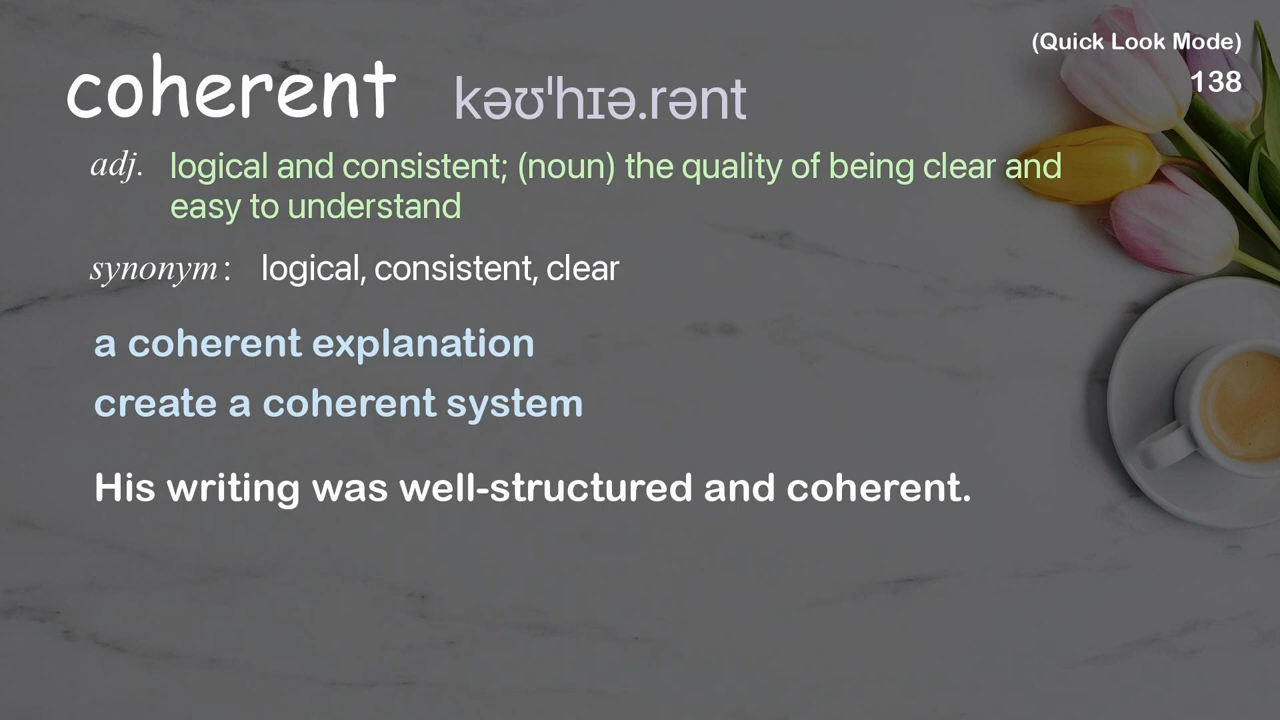 (Quick Look Mode)
138
coherent kəʊˈhɪə.rənt
adj. logical and consistent; (noun) the quality of being clear and
easy to understand
synonym: logical, consistent, clear
a coherent explanation
create a coherent system
His writing was well-structured and coherent.